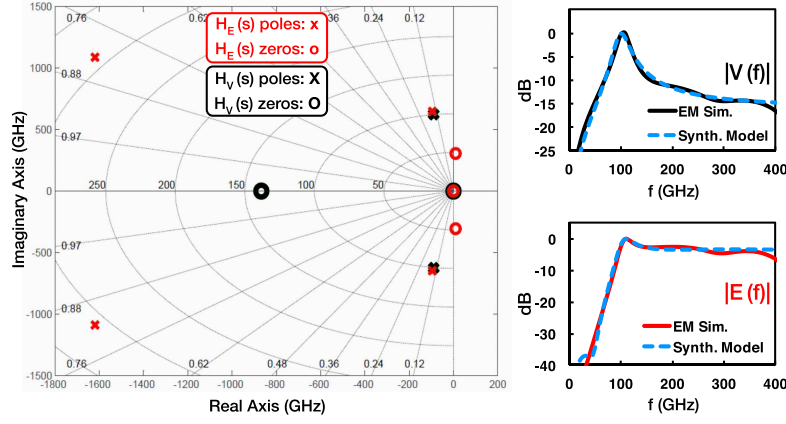 1500
1000
500
0
-500
-1000
-1500
Imaginary Axis (GHz)
-1800
-1600
-1400
-1200
-1000
-800
-600
-400
-200
0
200
Real Axis (GHz)
0.76
0.62
0.48
0.36
0.24
0.12
0.88
0.97
250
200
150
100
50
0.97
0.88
0.76
0.62
0.48
0.36
0.24
0.12
H_E(s) poles: x
H_E(s) zeros: o
H_V(s) poles: X
H_V(s) zeros: O
0
-5
-10
-15
-20
-25
dB
|V(f)|
EM Sim.
Synth. Model
0 100 200 300 400
f (GHz)
0
-10
-20
-30
-40
dB
|E(f)|
EM Sim.
Synth. Model
0 100 200 300 400
f (GHz)